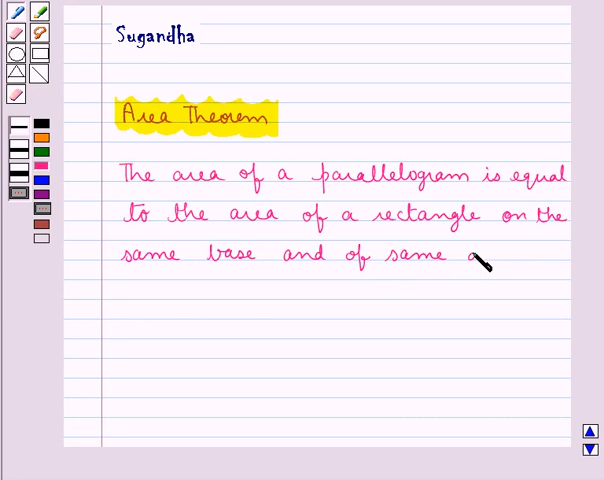 Sugandha
Area Theorem
The area of a parallelogram is equal
to the area of a rectangle on the
same base and of same a